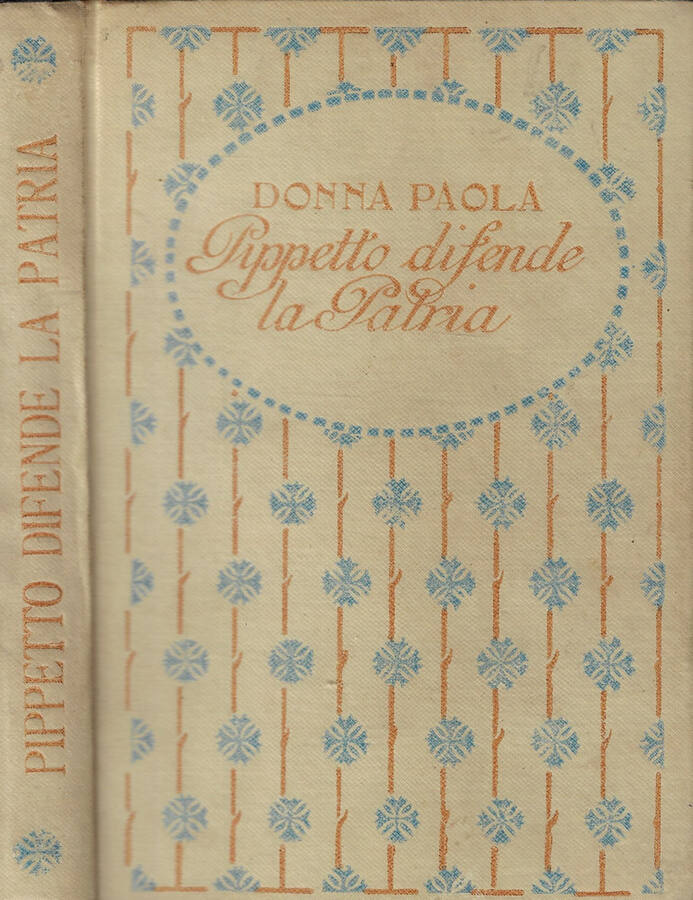 PIPPETTO DIFENDE LA PATRIA
DONNA PAOLA
Pippetto difende
la Patria